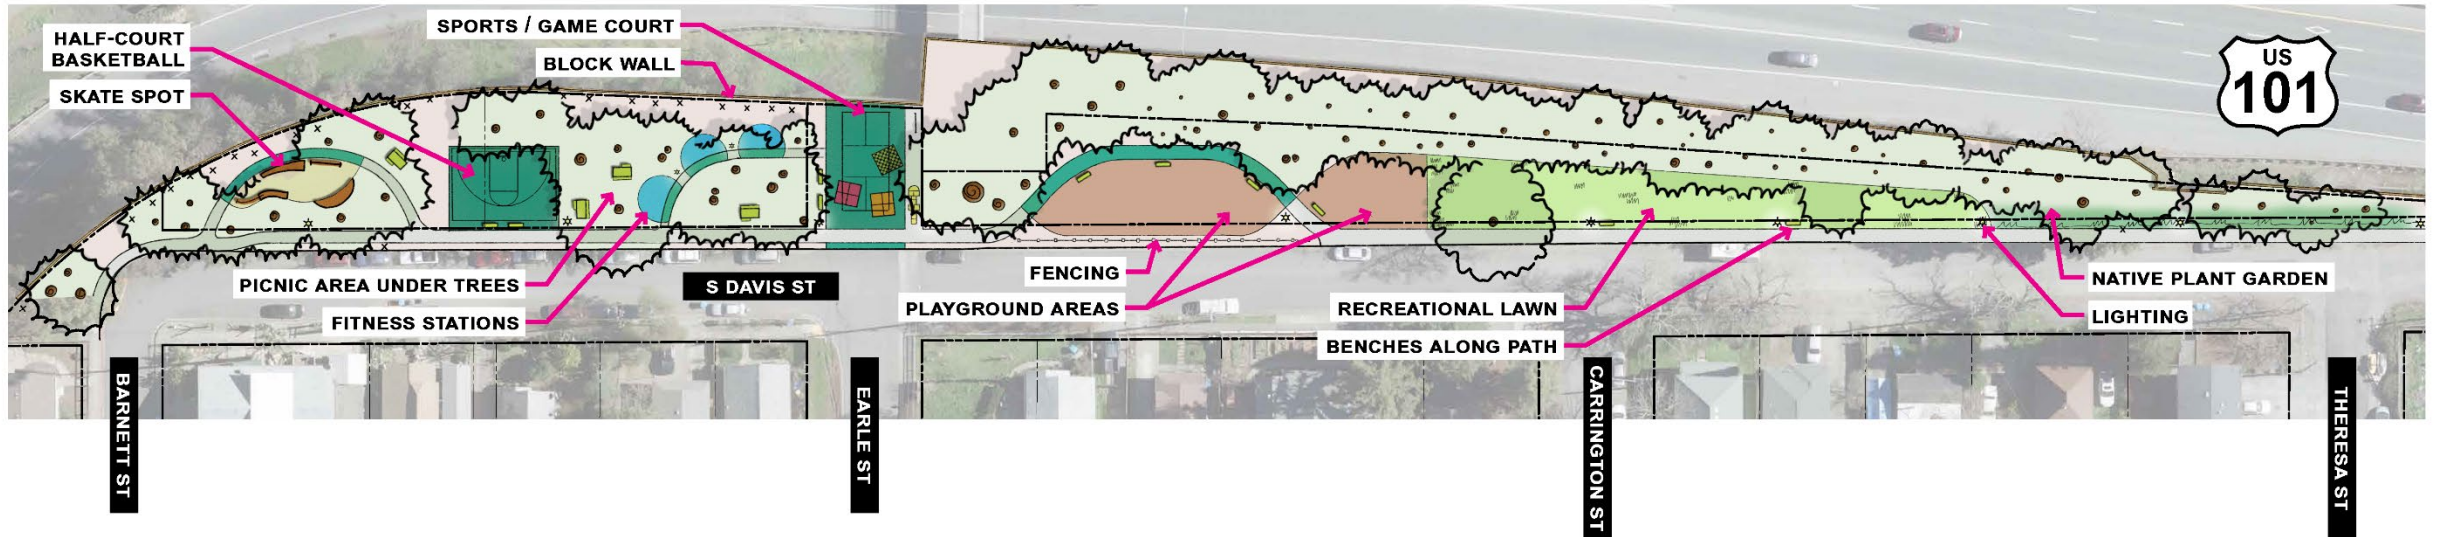 HALF-COURT
BASKETBALL
SKATE SPOT
SPORTS / GAME COURT
BLOCK WALL
US
101
PICNIC AREA UNDER TREES
FITNESS STATIONS
S DAVIS ST
FENCING
PLAYGROUND AREAS
RECREATIONAL LAWN
BENCHES ALONG PATH
NATIVE PLANT GARDEN
LIGHTING
BARNETT ST
EARLE ST
CARRINGTON ST
THERESA ST